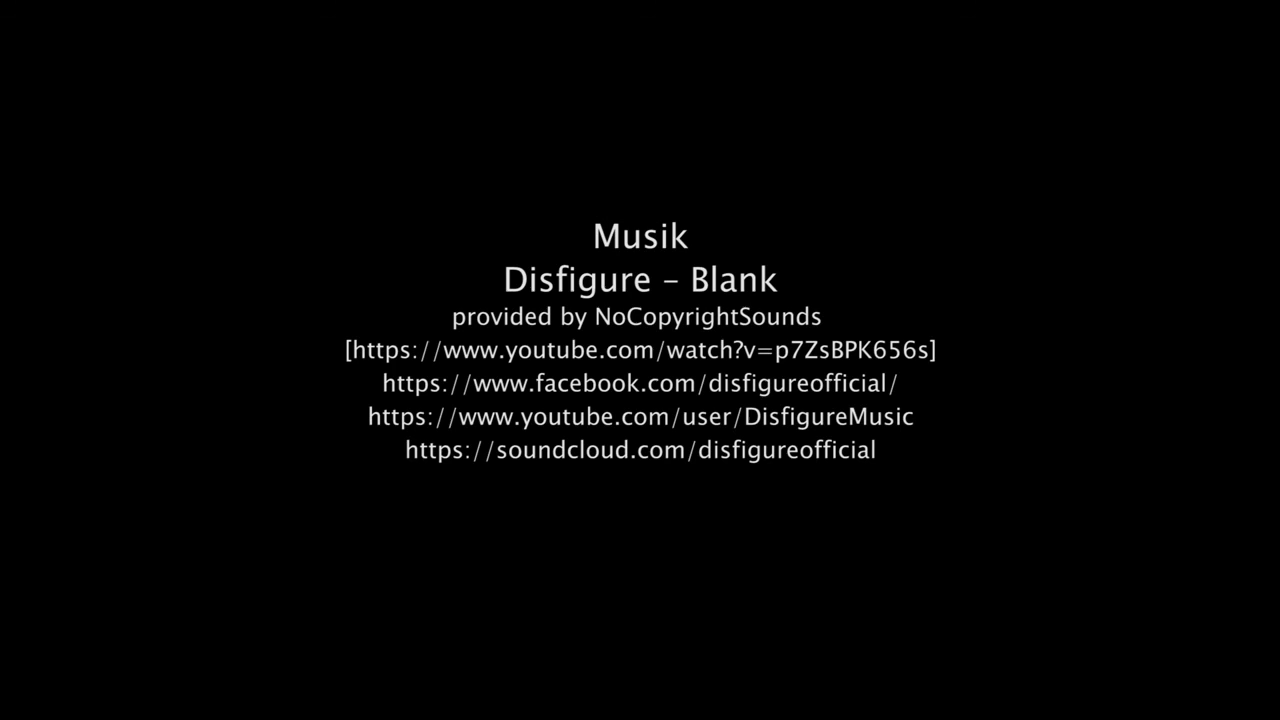 Musik
Disfigure – Blank
provided by NoCopyrightSounds
[https://www.youtube.com/watch?v=p7ZsBPK656s]
https://www.facebook.com/disfigureofficial/
https://www.youtube.com/user/DisfigureMusic
https://soundcloud.com/disfigureofficial